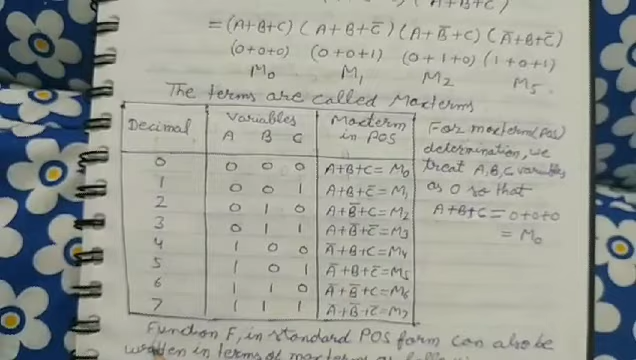 (A+B+C)
=(A+B+C) (A+B+C̅) (A+B̅+C) (A̅+B+C̅)
(0+0+0) (0+0+1) (0+1+0) (1+0+1)
M₀ M₁ M₂ M₅.
The terms are called Maxterms
Decimal Variables Maxterm
A B C in POS
0 0 0 0 A+B+C=M₀
1 0 0 1 A+B+C̅=M₁
2 0 1 0 A+B̅+C=M₂
3 0 1 1 A+B̅+C̅=M₃
4 1 0 0 A̅+B+C=M₄
5 1 0 1 A̅+B+C̅=M₅
6 1 1 0 A̅+B̅+C=M₆
7 1 1 1 A̅+B̅+C̅=M₇
For maxterm (POS)
determination, we
treat A,B,C variables
as 0 so that
A+B+C=0+0+0
=M₀
Function F, in standard POS form can also be
written in terms of